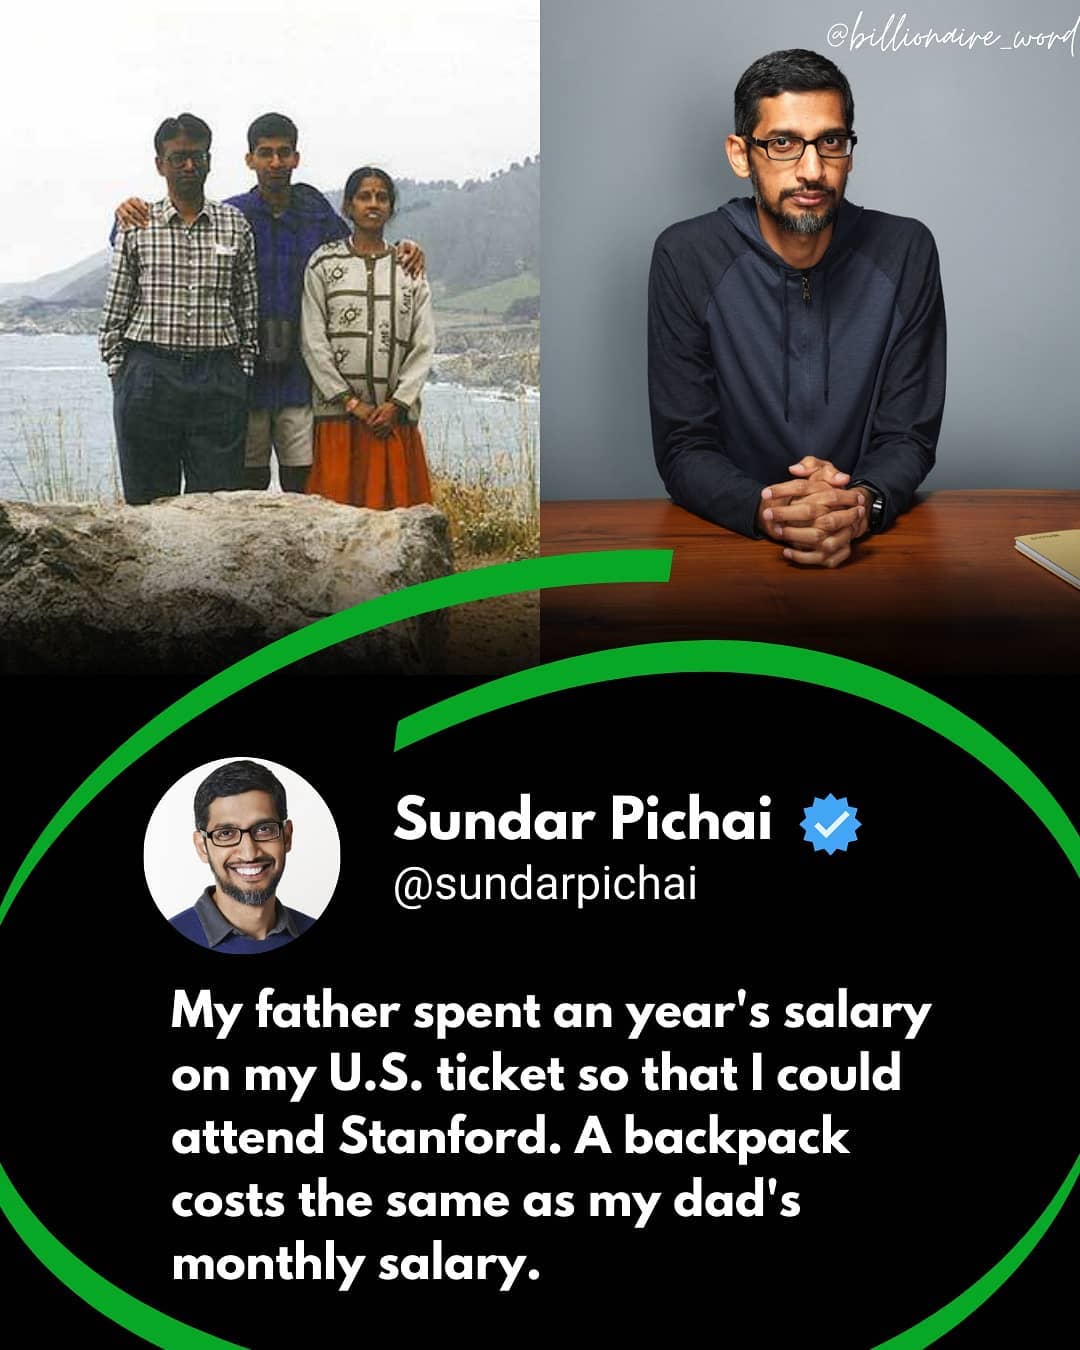 @billionaire_word
Sundar Pichai
@sundarpichai
My father spent an year's salary
on my U.S. ticket so that I could
attend Stanford. A backpack
costs the same as my dad's
monthly salary.